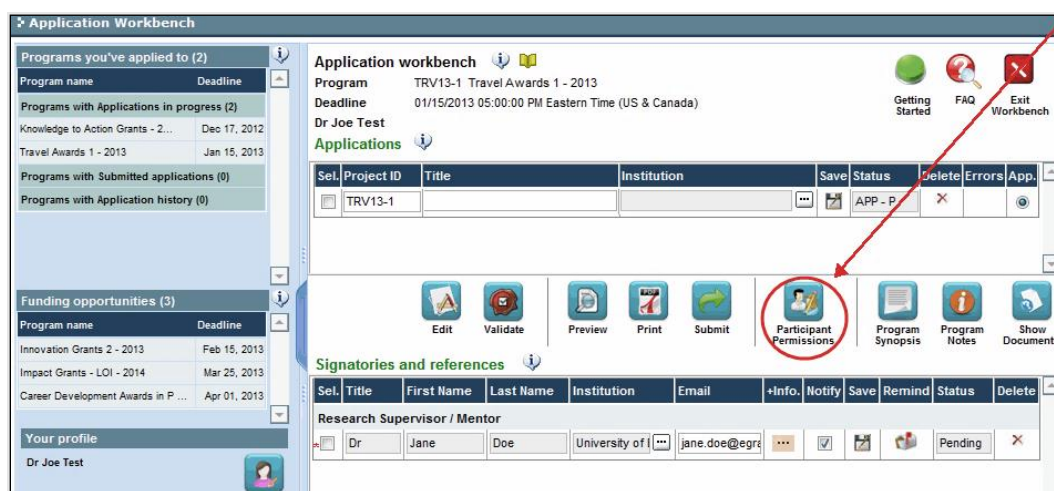 Application Workbench
Programs you've applied to (2)
Program name Deadline
Programs with Applications in progress (2)
Knowledge to Action Grants - 2... Dec 17, 2012
Travel Awards 1 - 2013 Jan 15, 2013
Programs with Submitted applications (0)
Programs with Application history (0)
Funding opportunities (3)
Program name Deadline
Innovation Grants 2 - 2013 Feb 15, 2013
Impact Grants - LOI - 2014 Mar 25, 2013
Career Development Awards in P ... Apr 01, 2013
Your profile
Dr Joe Test
Application workbench
Program TRV13-1 Travel Awards 1 - 2013
Deadline 01/15/2013 05:00:00 PM Eastern Time (US & Canada)
Dr Joe Test
Getting Started FAQ Exit Workbench
Applications
Sel. Project ID Title Institution Save Status Delete Errors App.
TRV13-1 APP - P
Edit Validate Preview PDF Print Submit Participant Permissions Program Synopsis Program Notes Show Document
Signatories and references
Sel. Title First Name Last Name Institution Email +Info. Notify Save Remind Status Delete
Research Supervisor / Mentor
Dr Jane Doe University of jane.doe@egra Pending